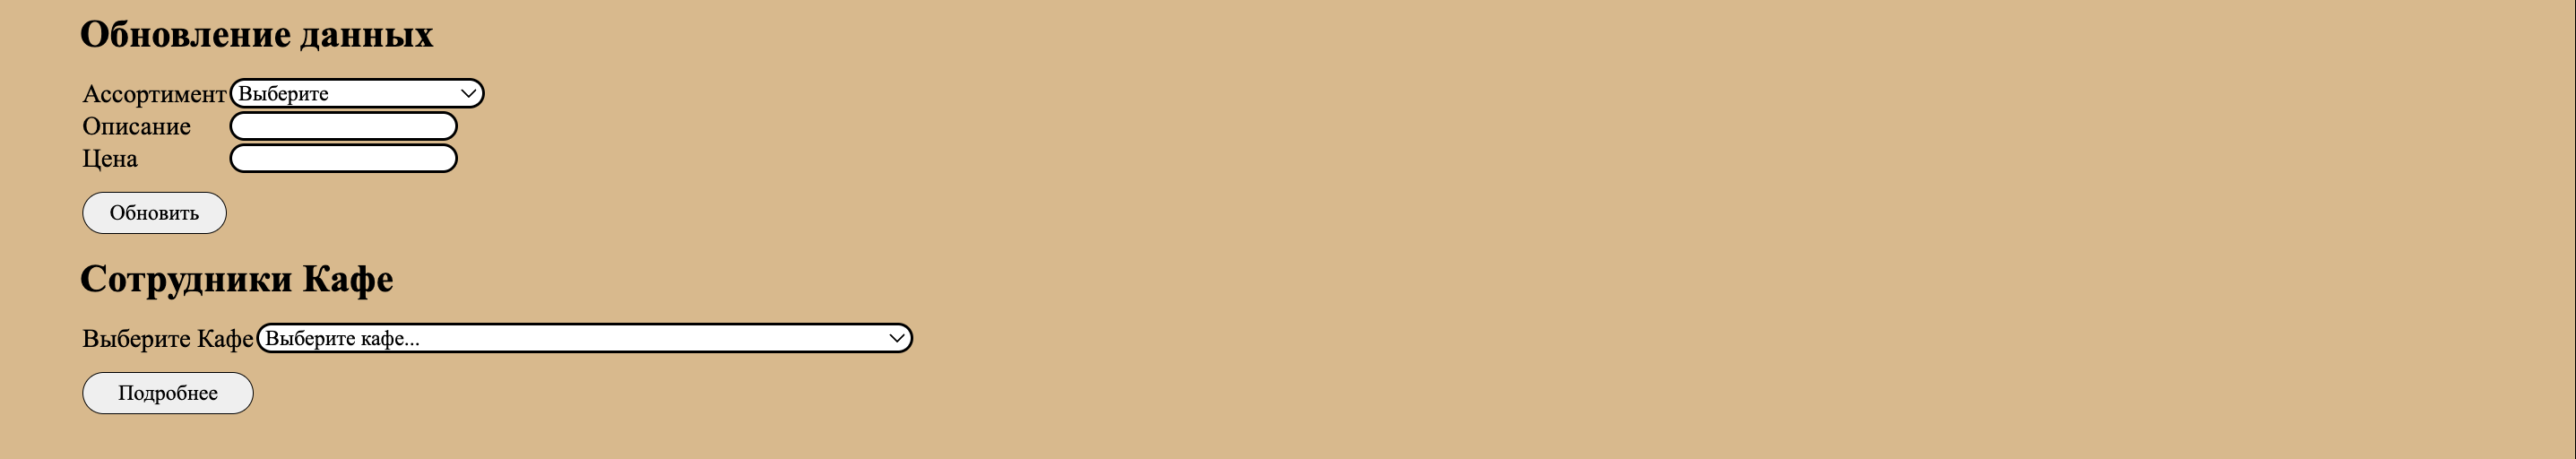 Обновление данных
Ассортимент Выберите
Описание
Цена
Обновить
Сотрудники Кафе
Выберите Кафе Выберите кафе...
Подробнее